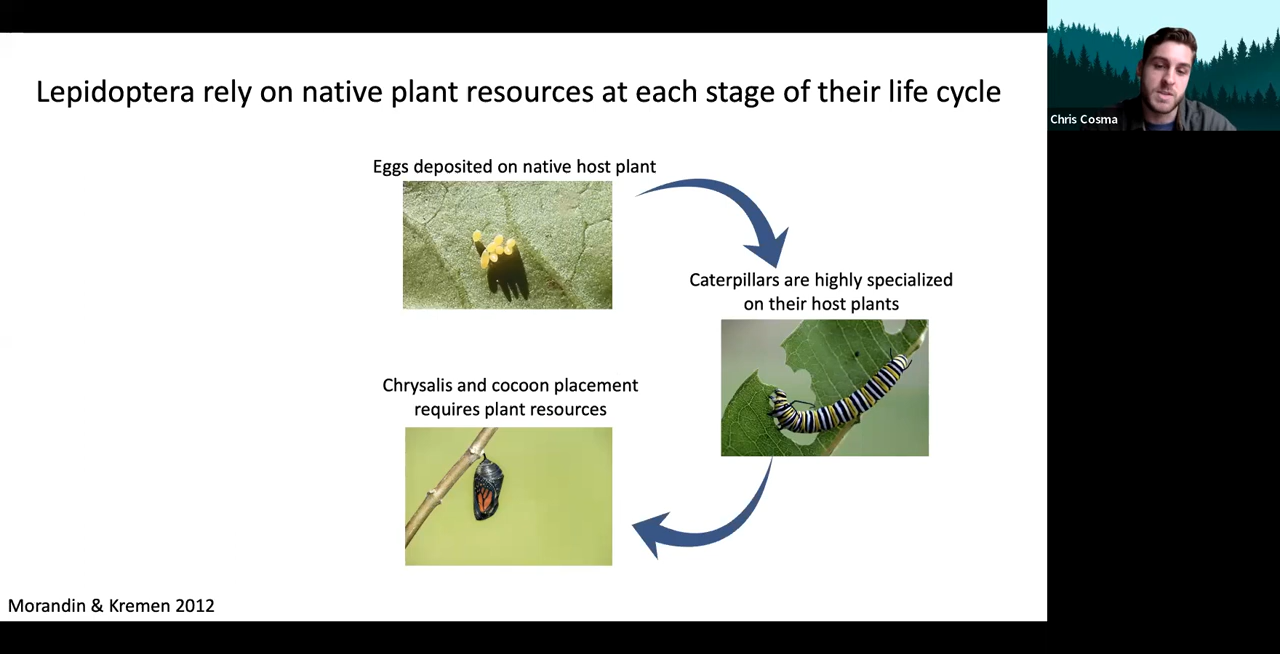 Lepidoptera rely on native plant resources at each stage of their life cycle
Chris Cosma
Eggs deposited on native host plant
Caterpillars are highly specialized
on their host plants
Chrysalis and cocoon placement
requires plant resources
Morandin & Kremen 2012